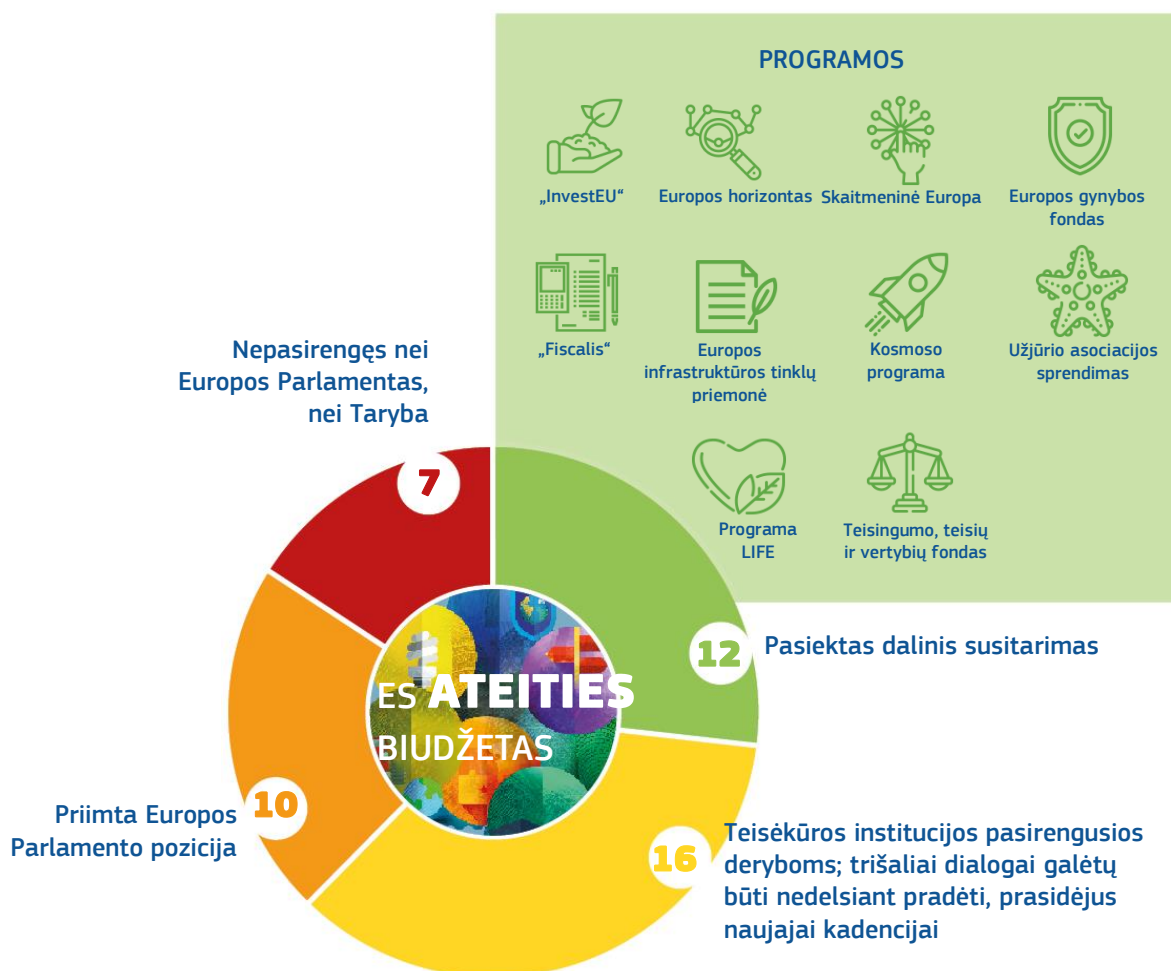 PROGRAMOS
„InvestEU“
Europos horizontas
Skaitmeninė Europa
Europos gynybos
fondas
„Fiscalis“
Europos
infrastruktūros tinklų
priemonė
Kosmoso
programa
Užjūrio asociacijos
sprendimas
Programa
LIFE
Teisingumo, teisių
ir vertybių fondas
Nepasirengęs nei
Europos Parlamentas,
nei Taryba
7
12
Pasiektas dalinis susitarimas
ES ATEITIES
BIUDŽETAS
10
Priimta Europos
Parlamento pozicija
16
Teisėkūros institucijos pasirengusios
deryboms; trišaliai dialogai galėtų
būti nedelsiant pradėti, prasidėjus
naujajai kadencijai